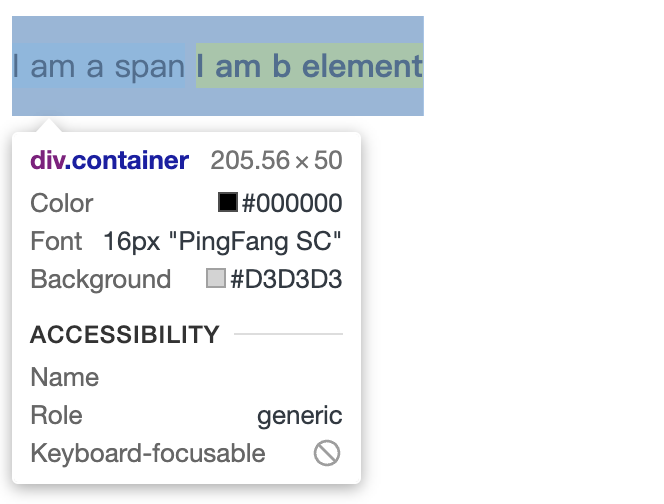 I am a span I am b element
div.container 205.56 × 50
Color #000000
Font 16px "PingFang SC"
Background #D3D3D3
ACCESSIBILITY
Name
Role generic
Keyboard-focusable